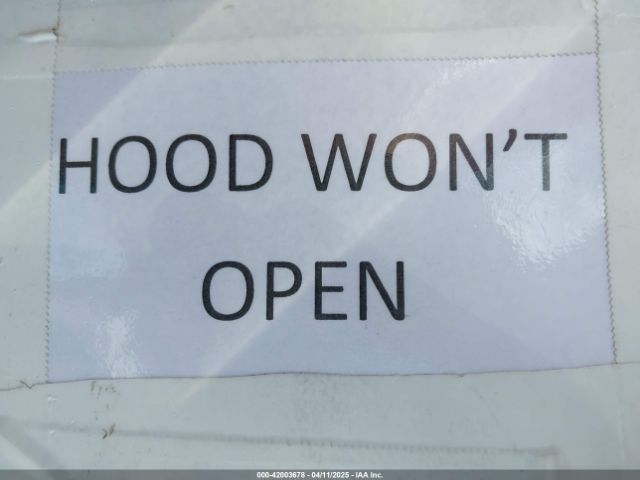 HOOD WON’T
OPEN
000-42003678 - 04/11/2025 - IAA Inc.